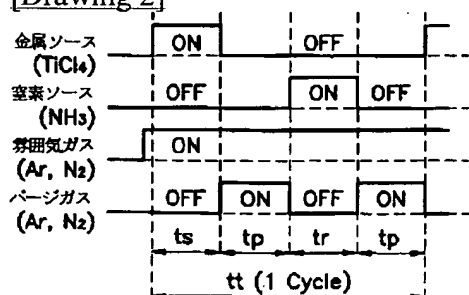 [Drawing 2]
金属ソース
(TiCl4)
ON
OFF
窒素ソース
(NH3)
OFF
ON
OFF
雰囲気ガス
(Ar, N2)
ON
パージガス
(Ar, N2)
OFF
ON
OFF
ON
ts
tp
tr
tp
tt (1 Cycle)